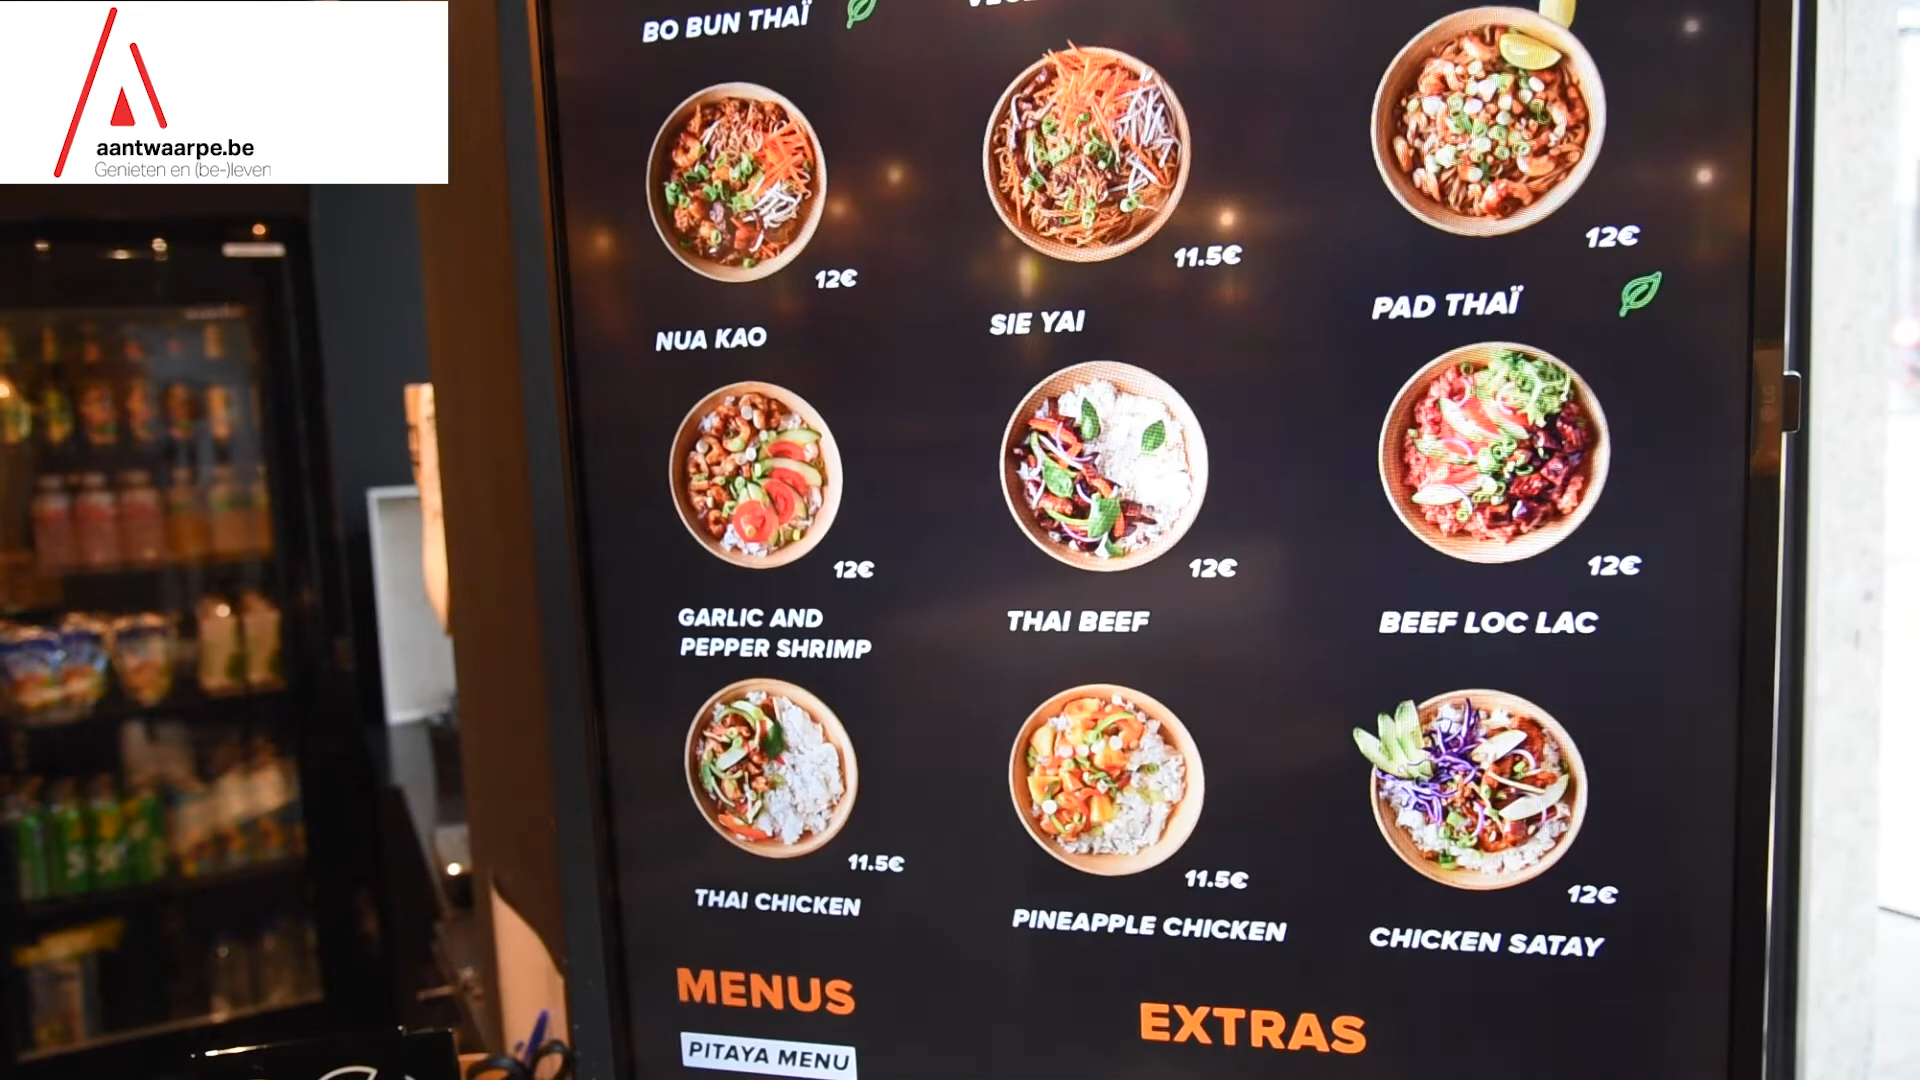 aantwaarpe.be
Genieten en (be-)leven
BO BUN THAÏ
12€
11.5€
12€
NUA KAO
SIE YAI
PAD THAÏ
12€
12€
12€
GARLIC AND
PEPPER SHRIMP
THAI BEEF
BEEF LOC LAC
11.5€
11.5€
12€
THAI CHICKEN
PINEAPPLE CHICKEN
CHICKEN SATAY
MENUS
EXTRAS
PITAYA MENU